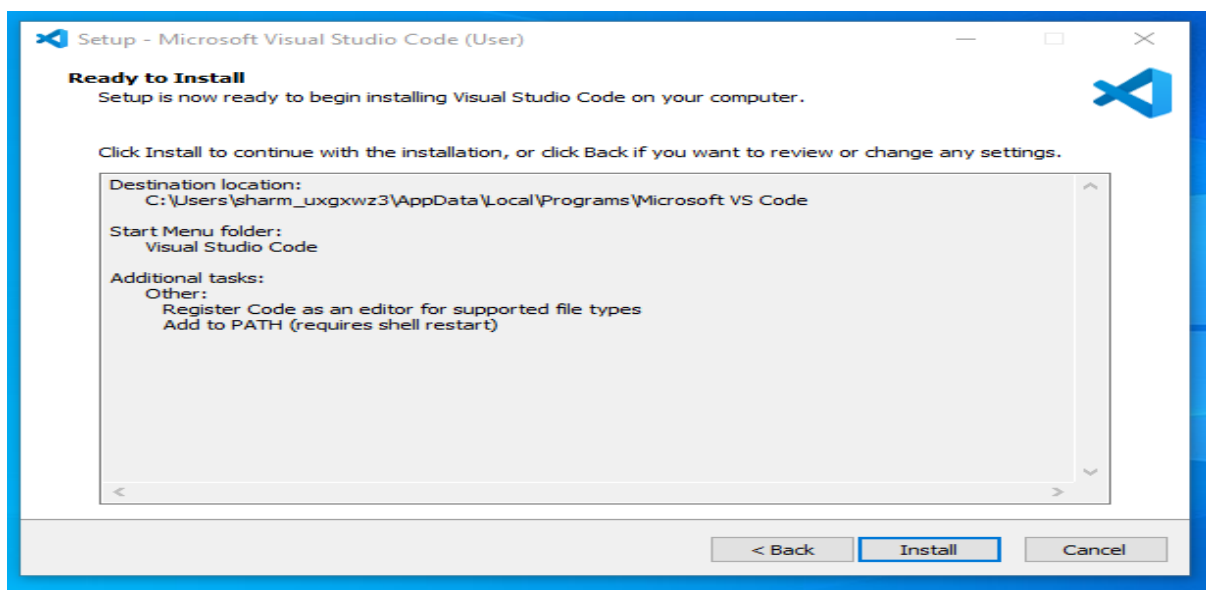 Setup - Microsoft Visual Studio Code (User)
Ready to Install
Setup is now ready to begin installing Visual Studio Code on your computer.
Click Install to continue with the installation, or click Back if you want to review or change any settings.
Destination location:
C:\Users\sharm_uxgxwz3\AppData\Local\Programs\Microsoft VS Code
Start Menu folder:
Visual Studio Code
Additional tasks:
Other:
Register Code as an editor for supported file types
Add to PATH (requires shell restart)
< Back Install Cancel